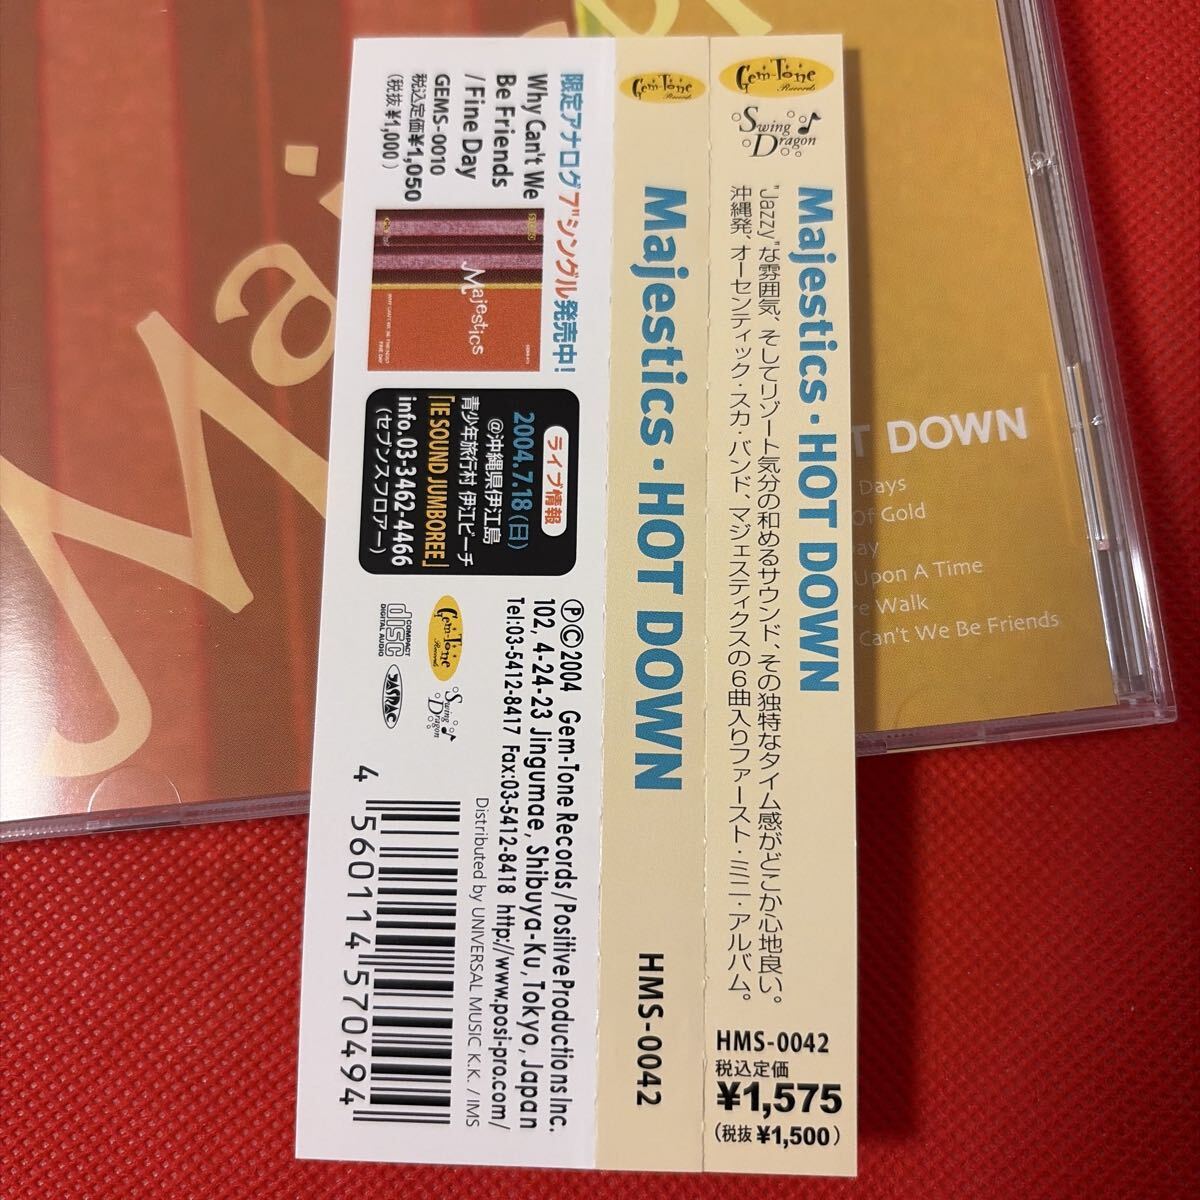 Gem-Tone
Records
Swing
Dragon
Majestics・HOT DOWN
"Jazzy"な雰囲気、そしてリゾート気分の和めるサウンド、その独特なタイム感がどこか心地良い。
沖縄発、オーセンティック・スカ・バンド、マジェスティクスの6曲入りファースト・ミニ・アルバム。
HMS-0042
税込定価
¥1,575
(税抜 ¥1,500)
Gem-Tone
Records
Majestics・HOT DOWN
HMS-0042
限定アナログ7"シングル発売中!
Why Can't We
Be Friends
/Fine Day
GEMS-0010
税込定価¥1,050
(税抜 ¥1,000)
Majestics
ライブ情報
2004.7.18(日)
@沖縄県伊江島
青少年旅行村 伊江ビーチ
「IE SOUND JUMBOREE」
info.03-3462-4466
(セブンスフロアー)
Gem-Tone
Records
Swing
Dragon
COMPACT
disc
DIGITAL AUDIO
JASRAC
Ⓟ©2004 Gem-Tone Records/Positive Productions Inc.
102, 4-24-23 Jingumae, Shibuya-Ku, Tokyo, Japan
Tel:03-5412-8417 Fax:03-5412-8418 http://www.posi-pro.com/
Distributed by UNIVERSAL MUSIC K.K. / IMS
4 560114 570494
DOWN
Days
Of Gold
Upon A Time
Walk
Can't We Be Friends